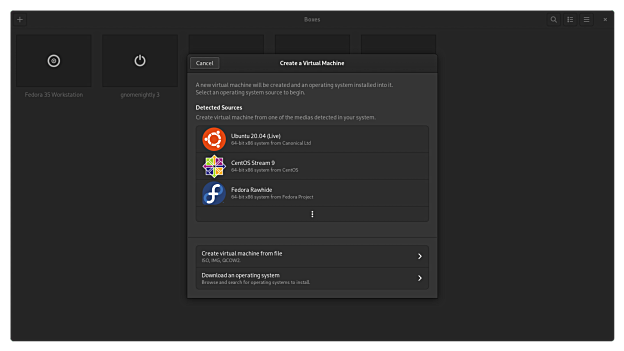 Boxes
Fedora 35 Workstation
gnomenightly 3
Cancel
Create a Virtual Machine
A new virtual machine will be created and an operating system installed into it.
Select an operating system source to begin.
Detected Sources
Create virtual machine from one of the medias detected in your system.
Ubuntu 20.04 (Live)
64-bit x86 system from Canonical Ltd
CentOS Stream 9
64-bit x86 system from CentOS
Fedora Rawhide
64-bit x86 system from Fedora Project
Create virtual machine from file
ISO, IMG, QCOW2.
Download an operating system
Browse and search for operating systems to install.